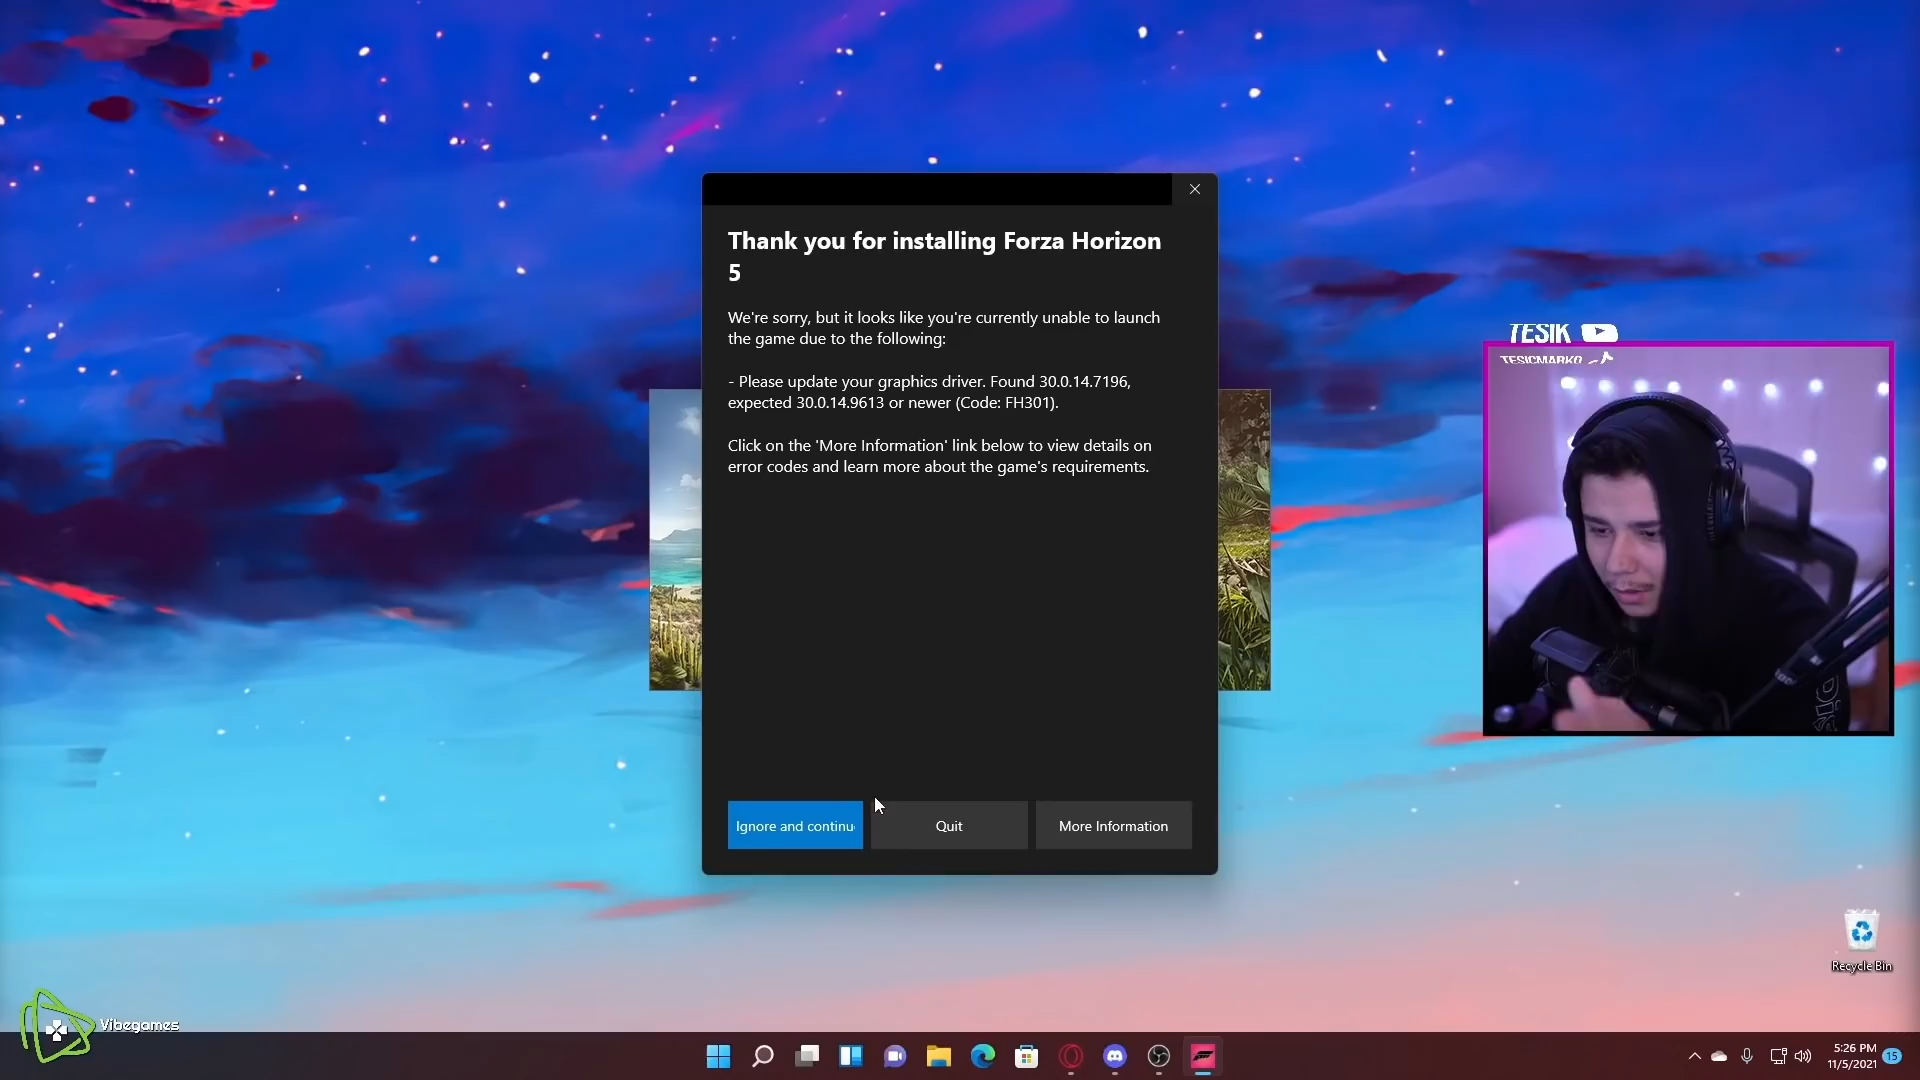 Thank you for installing Forza Horizon
5
We're sorry, but it looks like you're currently unable to launch
the game due to the following:
- Please update your graphics driver. Found 30.0.14.7196,
expected 30.0.14.9613 or newer (Code: FH301).
Click on the 'More Information' link below to view details on
error codes and learn more about the game's requirements.
Ignore and continu
Quit
More Information
TESIK
TESICMARKO
Recycle Bin
Vibegames
5:26 PM
11/5/2021
15